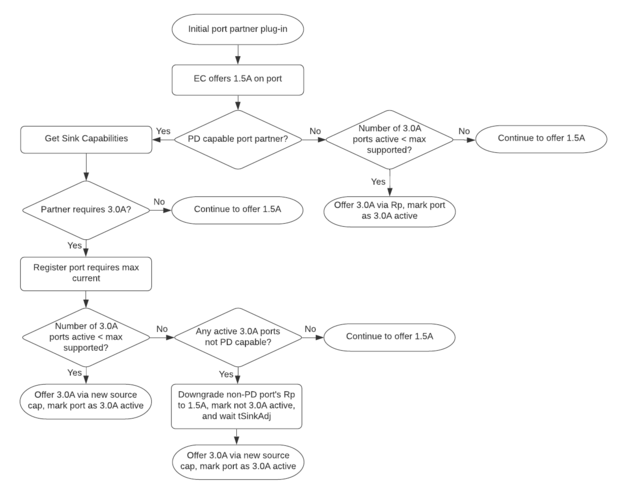 Initial port partner plug-in
EC offers 1.5A on port
PD capable port partner?
Yes
No
Get Sink Capabilities
Number of 3.0A
ports active < max
supported?
No
Continue to offer 1.5A
Yes
Offer 3.0A via Rp, mark port
as 3.0A active
Partner requires 3.0A?
No
Continue to offer 1.5A
Yes
Register port requires max
current
Number of 3.0A
ports active < max
supported?
No
Any active 3.0A ports
not PD capable?
No
Continue to offer 1.5A
Yes
Offer 3.0A via new source
cap, mark port as 3.0A active
Yes
Downgrade non-PD port's Rp
to 1.5A, mark not 3.0A active,
and wait tSinkAdj
Offer 3.0A via new source
cap, mark port as 3.0A active